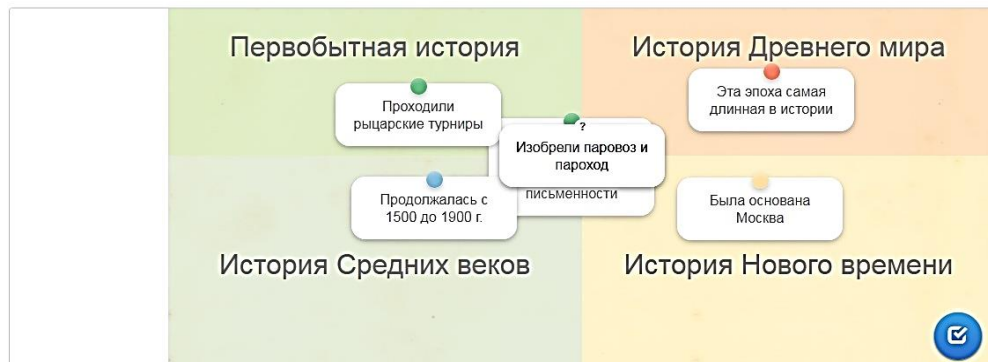 Первобытная история
История Древнего мира
Проходили
рыцарские турниры
Эта эпоха самая
длинная в истории
?
Изобрели паровоз и
пароход
письменности
Продолжалась с
1500 до 1900 г.
Была основана
Москва
История Средних веков
История Нового времени